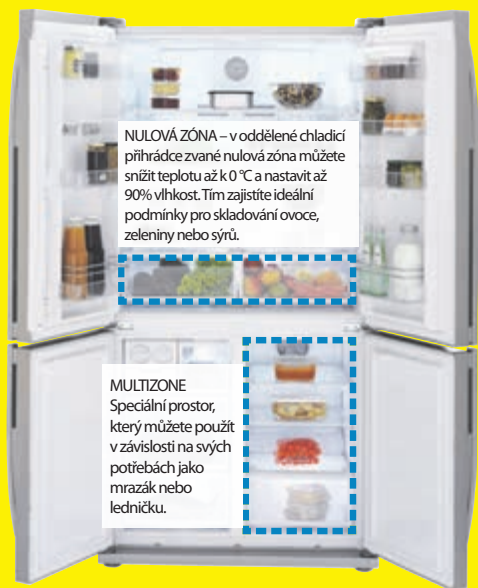 NULOVÁ ZÓNA – v oddělené chladicí
přihrádce zvané nulová zóna můžete
snížit teplotu až k 0 °C a nastavit až
90% vlhkost. Tím zajistíte ideální
podmínky pro skladování ovoce,
zeleniny nebo sýrů.
MULTIZONE
Speciální prostor,
který můžete použít
v závislosti na svých
potřebách jako
mrazák nebo
ledničku.